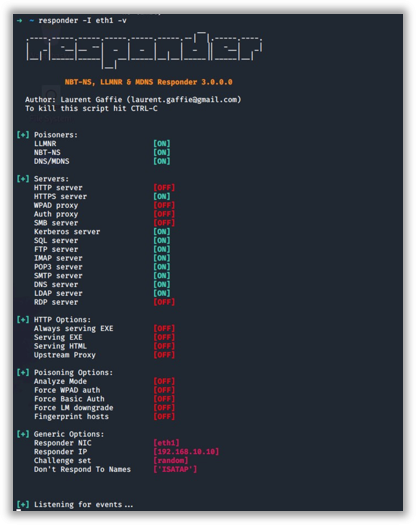 → ~ responder -I eth1 -v
NBT-NS, LLMNR & MDNS Responder 3.0.0.0
Author: Laurent Gaffie (laurent.gaffie@gmail.com)
To kill this script hit CTRL-C
[+] Poisoners:
LLMNR [ON]
NBT-NS [ON]
DNS/MDNS [ON]
[+] Servers:
HTTP server [OFF]
HTTPS server [ON]
WPAD proxy [OFF]
Auth proxy [OFF]
SMB server [OFF]
Kerberos server [ON]
SQL server [ON]
FTP server [ON]
IMAP server [ON]
POP3 server [ON]
SMTP server [ON]
DNS server [ON]
LDAP server [ON]
RDP server [OFF]
[+] HTTP Options:
Always serving EXE [OFF]
Serving EXE [OFF]
Serving HTML [OFF]
Upstream Proxy [OFF]
[+] Poisoning Options:
Analyze Mode [OFF]
Force WPAD auth [OFF]
Force Basic Auth [OFF]
Force LM downgrade [OFF]
Fingerprint hosts [OFF]
[+] Generic Options:
Responder NIC [eth1]
Responder IP [192.168.10.10]
Challenge set [random]
Don't Respond To Names ['ISATAP']
[+] Listening for events...